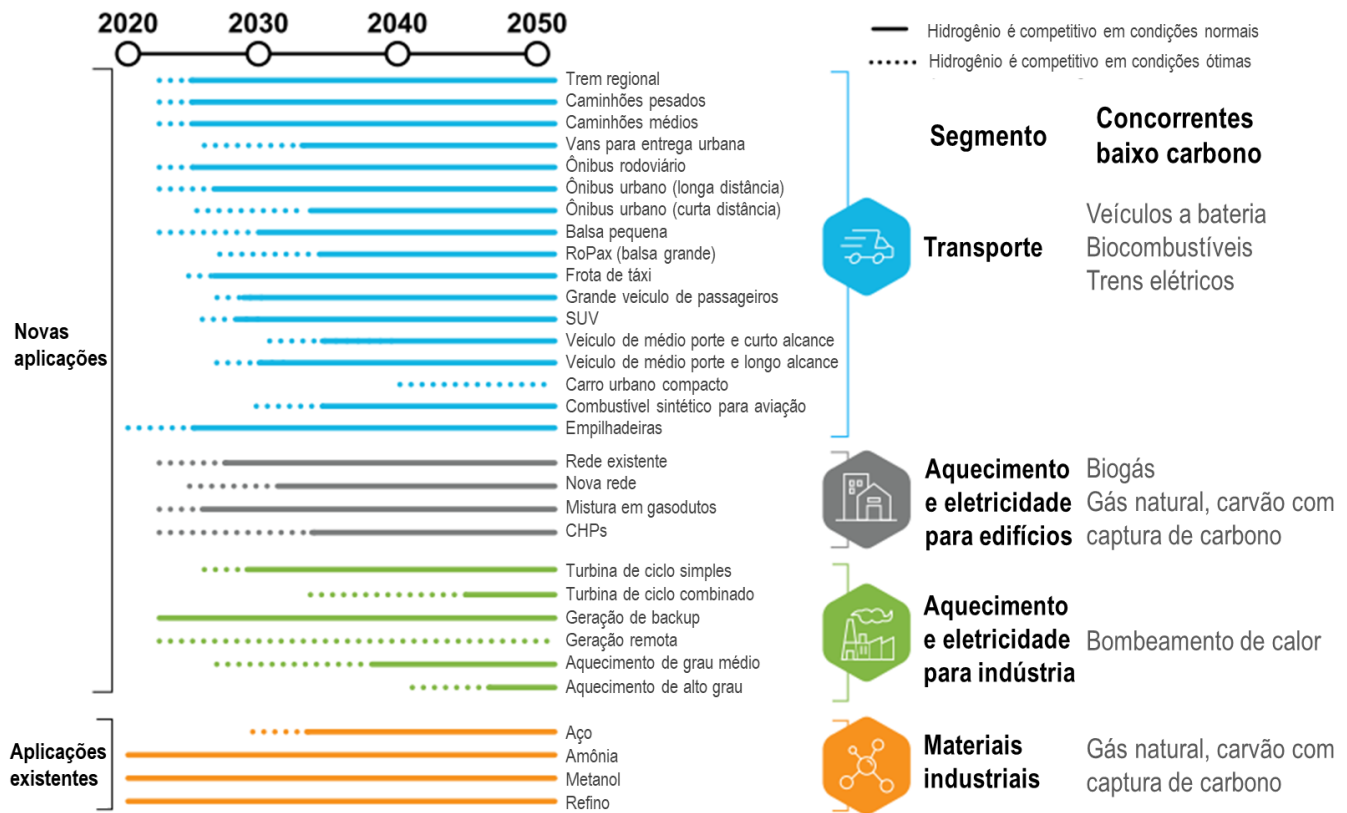 2020 2030 2040 2050
Hidrogênio é competitivo em condições normais
Hidrogênio é competitivo em condições ótimas
Novas
aplicações
Trem regional
Caminhões pesados
Caminhões médios
Vans para entrega urbana
Ônibus rodoviário
Ônibus urbano (longa distância)
Ônibus urbano (curta distância)
Balsa pequena
RoPax (balsa grande)
Frota de táxi
Grande veículo de passageiros
SUV
Veiculo de médio porte e curto alcance
Veiculo de médio porte e longo alcance
Carro urbano compacto
Combustível sintético para aviação
Empilhadeiras
Rede existente
Nova rede
Mistura em gasodutos
CHPs
Turbina de ciclo simples
Turbina de ciclo combinado
Geração de backup
Geração remota
Aquecimento de grau médio
Aquecimento de alto grau
Aplicações
existentes
Aço
Amônia
Metanol
Refino
Segmento
Concorrentes
baixo carbono
Transporte
Veículos a bateria
Biocombustíveis
Trens elétricos
Aquecimento
e eletricidade
para edifícios
Biogás
Gás natural, carvão com
captura de carbono
Aquecimento
e eletricidade
para indústria
Bombeamento de calor
Materiais
industriais
Gás natural, carvão com
captura de carbono